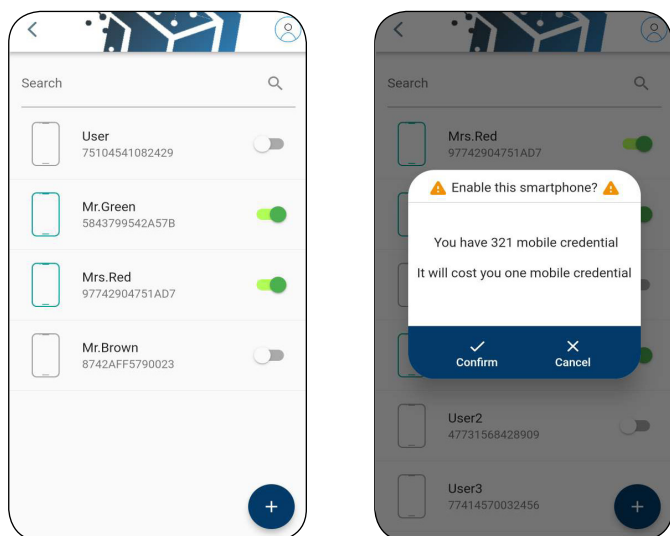 Search
User
75104541082429
Mr.Green
5843799542A57B
Mrs.Red
97742904751AD7
Mr.Brown
8742AFF5790023
Search
Mrs.Red
97742904751AD7
Enable this smartphone?
You have 321 mobile credential
It will cost you one mobile credential
Confirm
Cancel
User2
47731568428909
User3
77414570032456